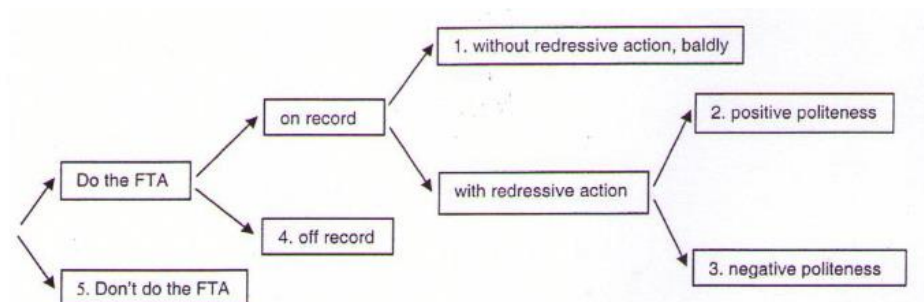 1. without redressive action, baldly
on record
2. positive politeness
Do the FTA
with redressive action
4. off record
3. negative politeness
5. Don't do the FTA